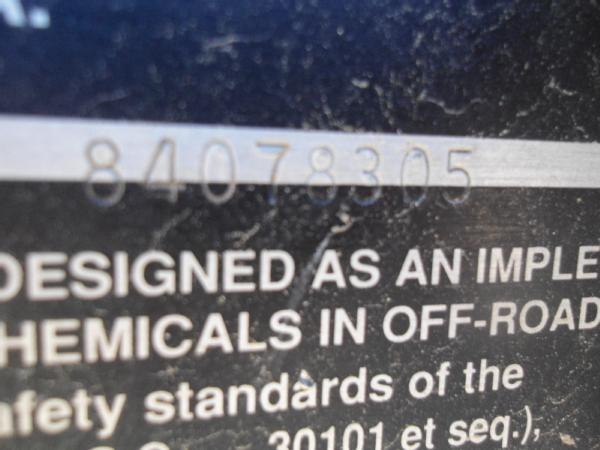 84078305
DESIGNED AS AN IMPLE
HEMICALS IN OFF-ROAD
afety standards of the
30101 et seq.),